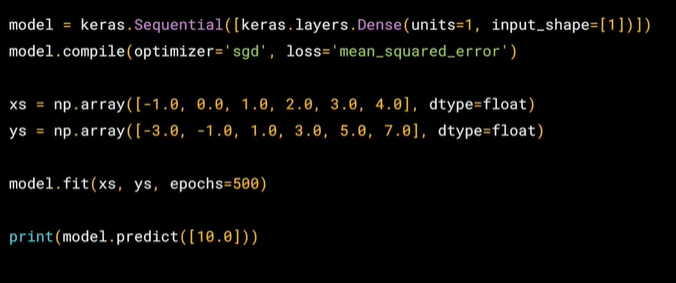 model = keras.Sequential([keras.layers.Dense(units=1, input_shape=[1])])
model.compile(optimizer='sgd', loss='mean_squared_error')
xs = np.array([-1.0, 0.0, 1.0, 2.0, 3.0, 4.0], dtype=float)
ys = np.array([-3.0, -1.0, 1.0, 3.0, 5.0, 7.0], dtype=float)
model.fit(xs, ys, epochs=500)
print(model.predict([10.0]))